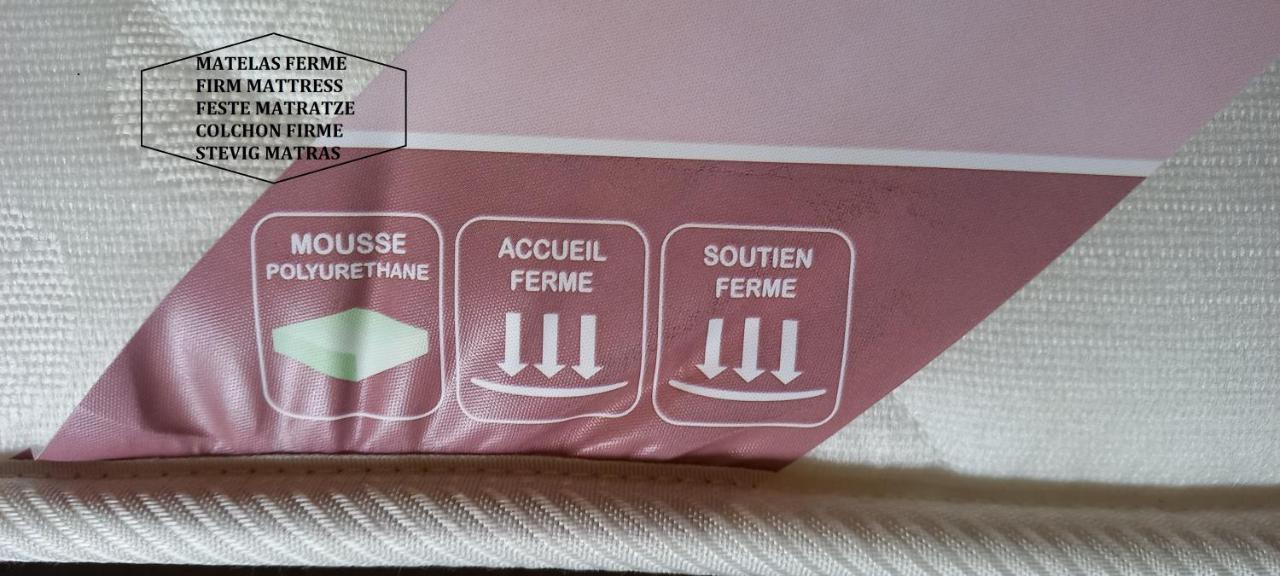 MATELAS FERME
FIRM MATTRESS
FESTE MATRATZE
COLCHON FIRME
STEVIG MATRAS
MOUSSE
POLYURETHANE
ACCUEIL
FERME
SOUTIEN
FERME